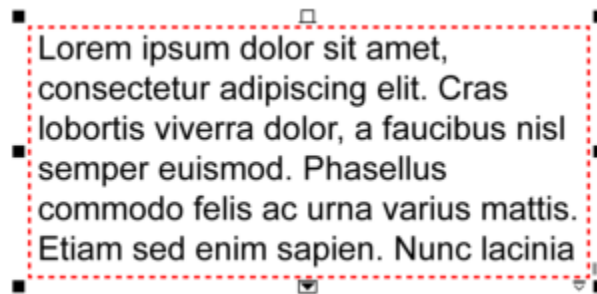 Lorem ipsum dolor sit amet,
consectetur adipiscing elit. Cras
lobortis viverra dolor, a faucibus nisl
semper euismod. Phasellus
commodo felis ac urna varius mattis.
Etiam sed enim sapien. Nunc lacinia